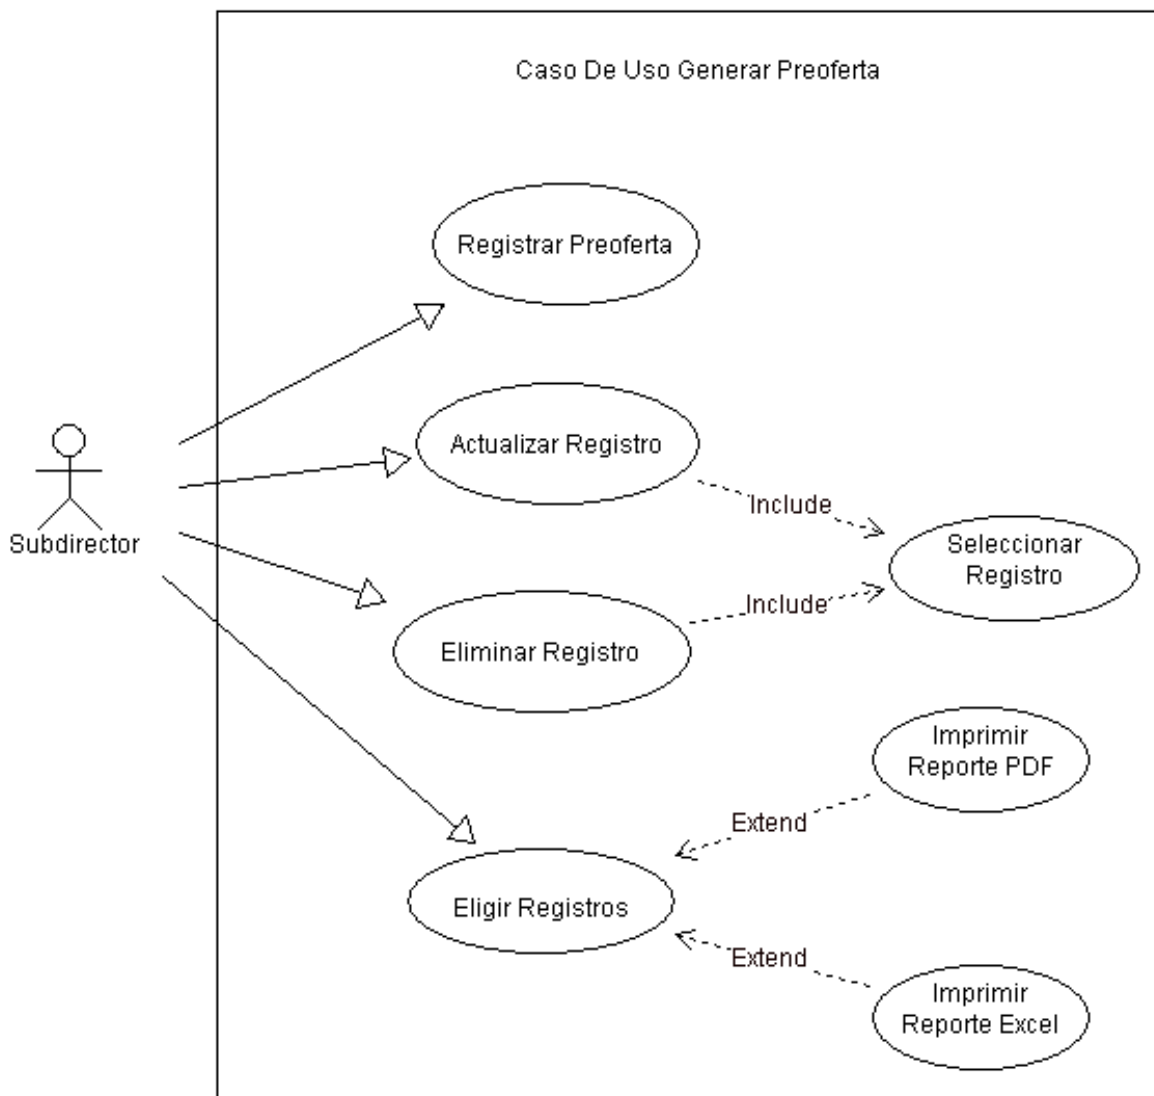 Caso De Uso Generar Preoferta
Registrar Preoferta
Actualizar Registro
Include
Subdirector
Seleccionar
Registro
Include
Eliminar Registro
Imprimir
Reporte PDF
Extend
Eligir Registros
Extend
Imprimir
Reporte Excel